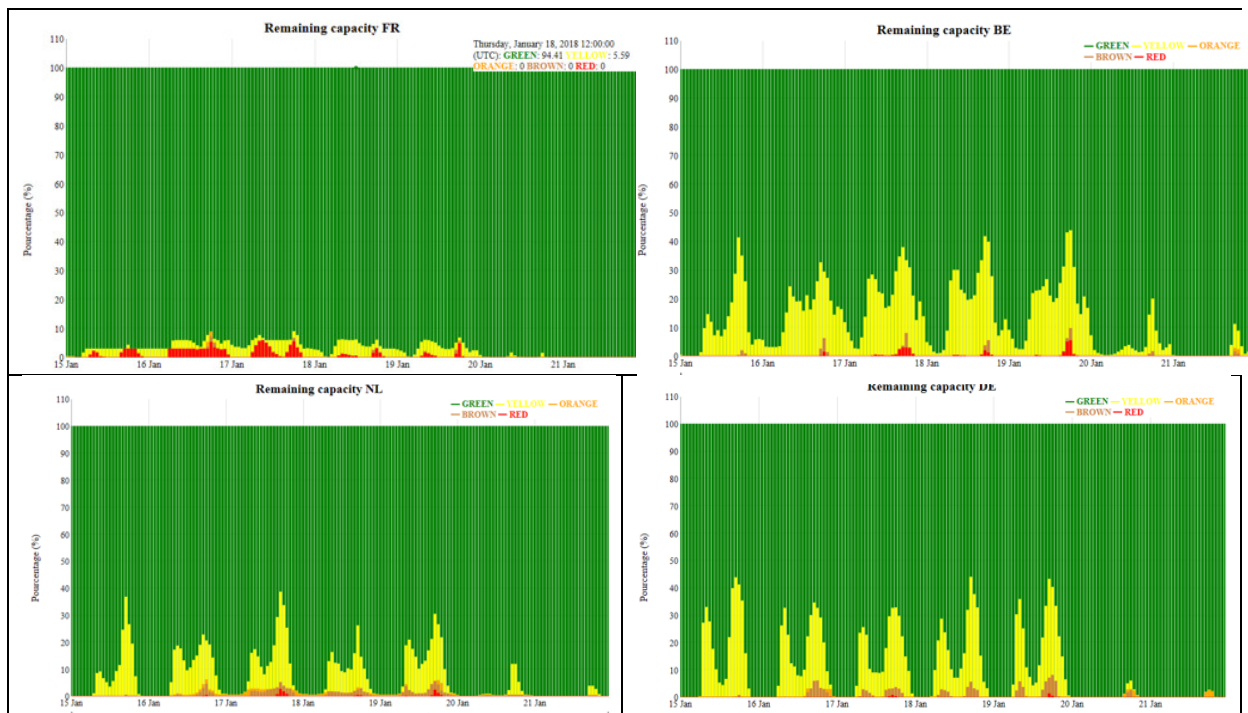 Remaining capacity FR
Thursday, January 18, 2018 12:00:00
(UTC): GREEN: 94.41 YELLOW: 5.59
ORANGE: 0 BROWN: 0 RED: 0
110
100
90
80
70
60
50
40
30
20
10
0
Pourcentage (%)
15 Jan 16 Jan 17 Jan 18 Jan 19 Jan 20 Jan 21 Jan
Remaining capacity BE
GREEN YELLOW ORANGE
BROWN RED
110
100
90
80
70
60
50
40
30
20
10
0
Pourcentage (%)
15 Jan 16 Jan 17 Jan 18 Jan 19 Jan 20 Jan 21 Jan
Remaining capacity NL
GREEN YELLOW ORANGE
BROWN RED
110
100
90
80
70
60
50
40
30
20
10
0
Pourcentage (%)
15 Jan 16 Jan 17 Jan 18 Jan 19 Jan 20 Jan 21 Jan
Remaining capacity DE
GREEN YELLOW ORANGE
BROWN RED
110
100
90
80
70
60
50
40
30
20
10
0
Pourcentage (%)
15 Jan 16 Jan 17 Jan 18 Jan 19 Jan 20 Jan 21 Jan